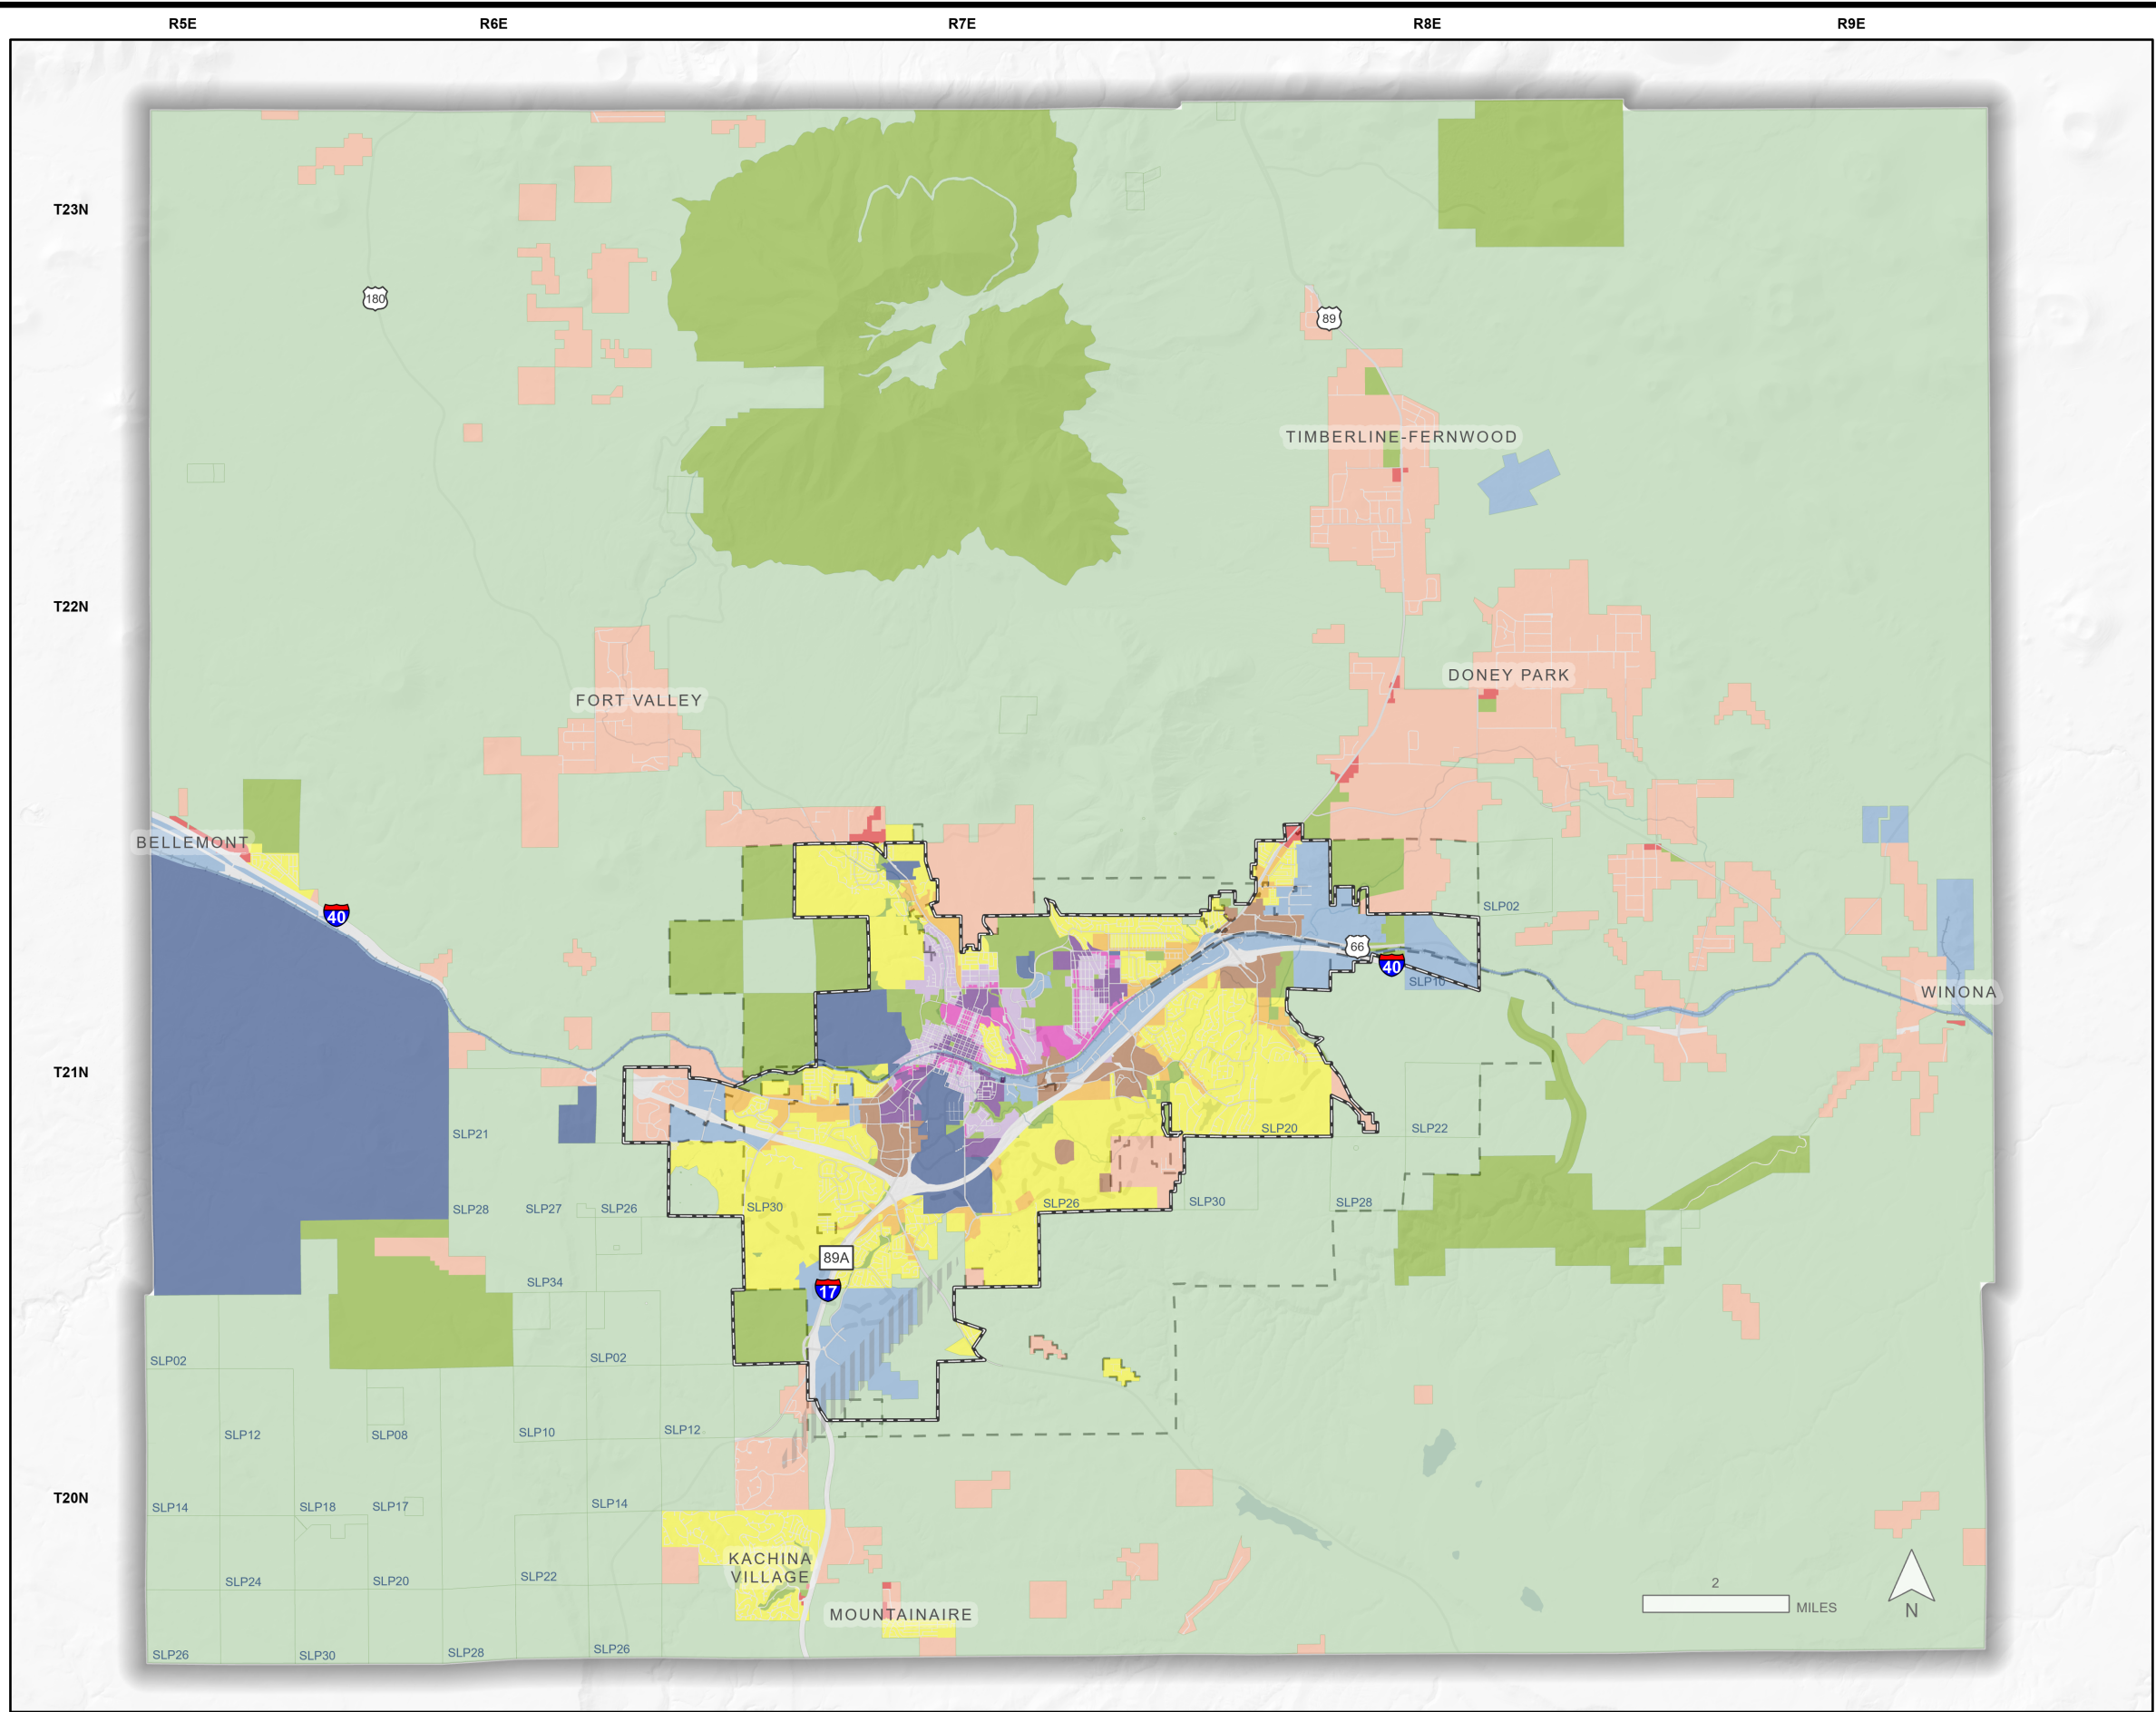 R5E
R6E
R7E
R8E
R9E
T23N
180
89
TIMBERLINE-FERNWOOD
T22N
DONEY PARK
FORT VALLEY
BELLEMONT
40
SLP02
66
40
SLP10
WINONA
T21N
SLP21
SLP20
SLP22
SLP28
SLP27
SLP26
SLP30
SLP26
SLP30
SLP28
89A
SLP34
17
SLP02
SLP02
SLP12
SLP08
SLP10
SLP12
T20N
SLP14
SLP18
SLP17
SLP14
KACHINA
VILLAGE
SLP24
SLP20
SLP22
2
MILES
N
MOUNTAINAIRE
SLP26
SLP30
SLP28
SLP26